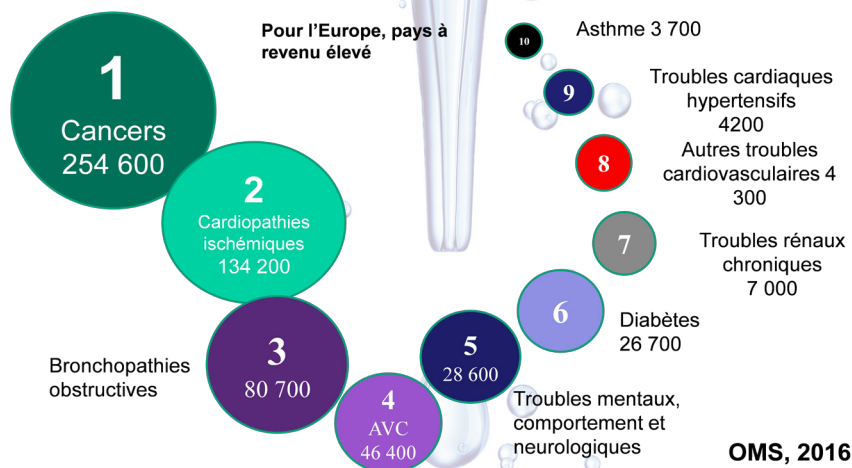 Pour l’Europe, pays à
revenu élevé
1
Cancers
254 600
2
Cardiopathies
ischémiques
134 200
3
80 700
Bronchopathies
obstructives
4
AVC
46 400
5
28 600
Troubles mentaux,
comportement et
neurologiques
6
Diabètes
26 700
7
Troubles rénaux
chroniques
7 000
8
Autres troubles
cardiovasculaires 4
300
9
Troubles cardiaques
hypertensifs
4200
10
Asthme 3 700
OMS, 2016